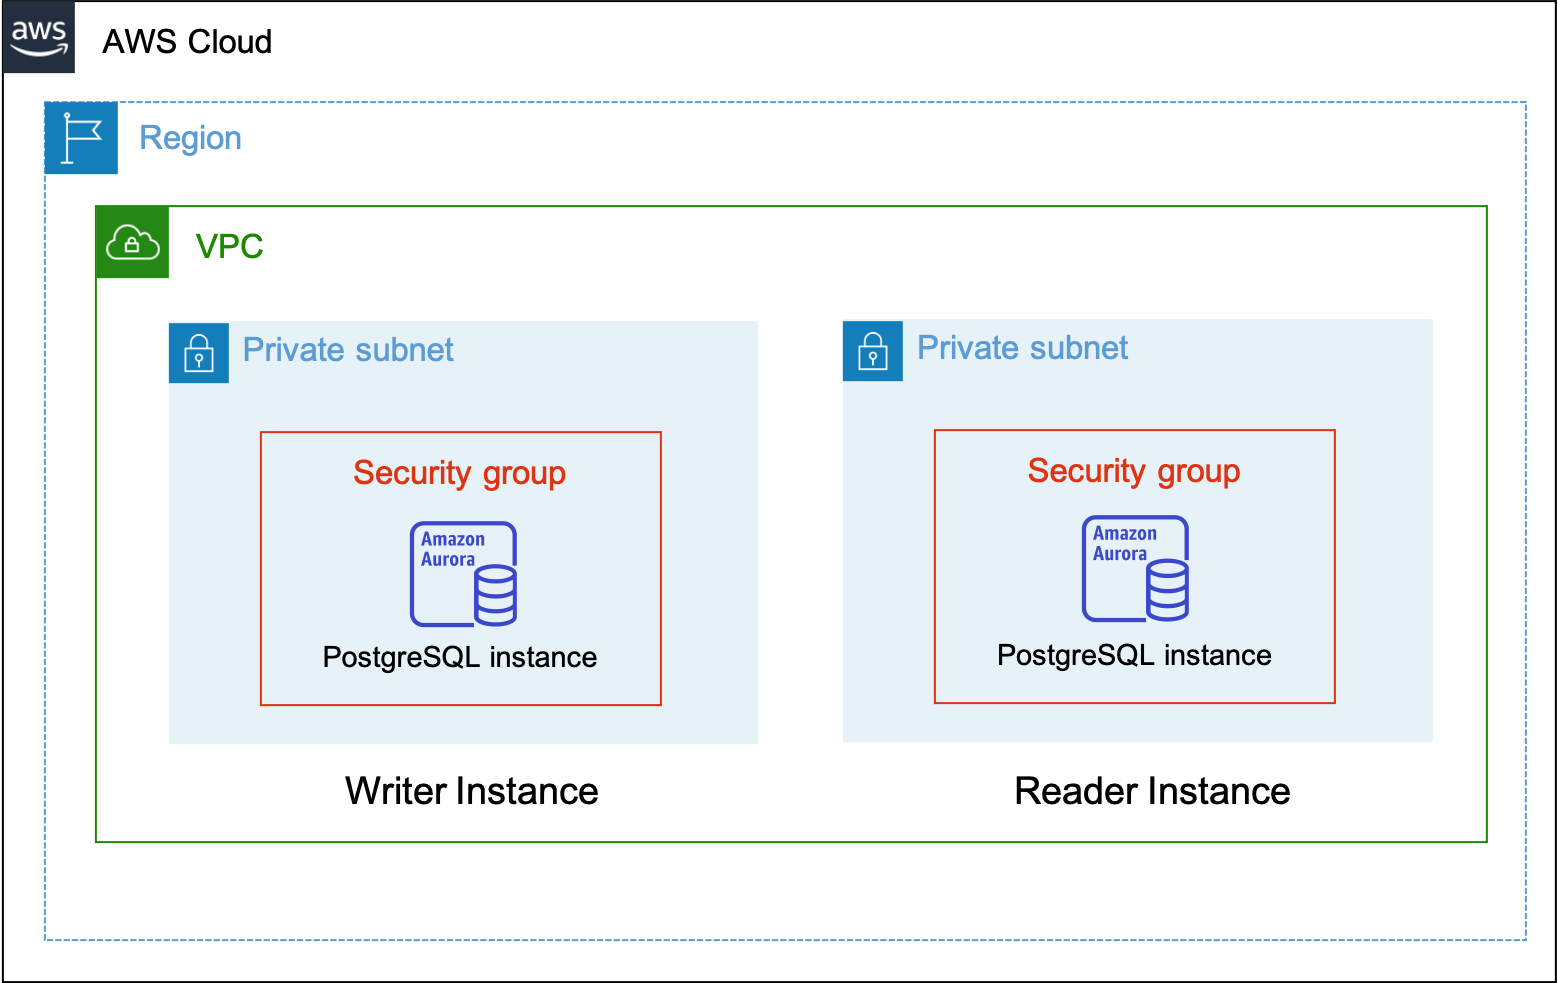 aws
AWS Cloud
Region
VPC
Private subnet
Security group
Amazon
Aurora
PostgreSQL instance
Writer Instance
Private subnet
Security group
Amazon
Aurora
PostgreSQL instance
Reader Instance